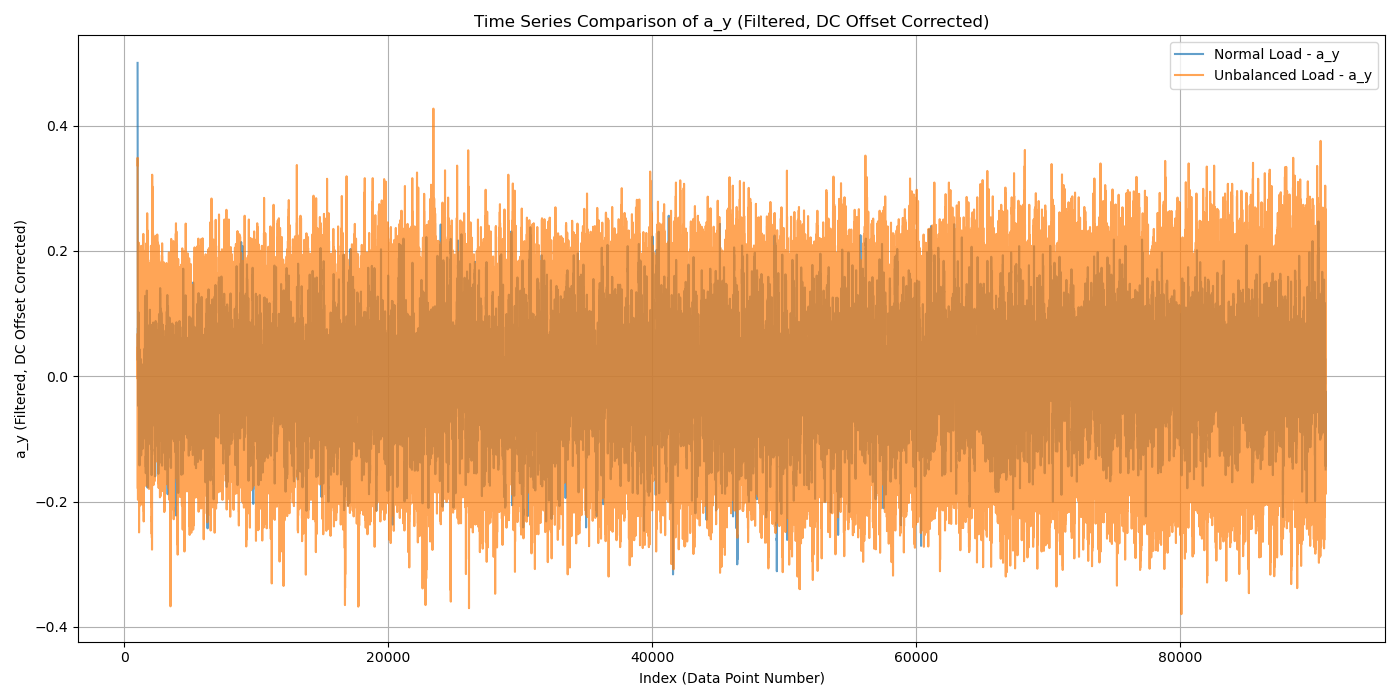 Time Series Comparison of a_y (Filtered, DC Offset Corrected)
Normal Load - a_y
Unbalanced Load - a_y
a_y (Filtered, DC Offset Corrected)
0.4
0.2
0.0
−0.2
−0.4
0
20000
40000
60000
80000
Index (Data Point Number)